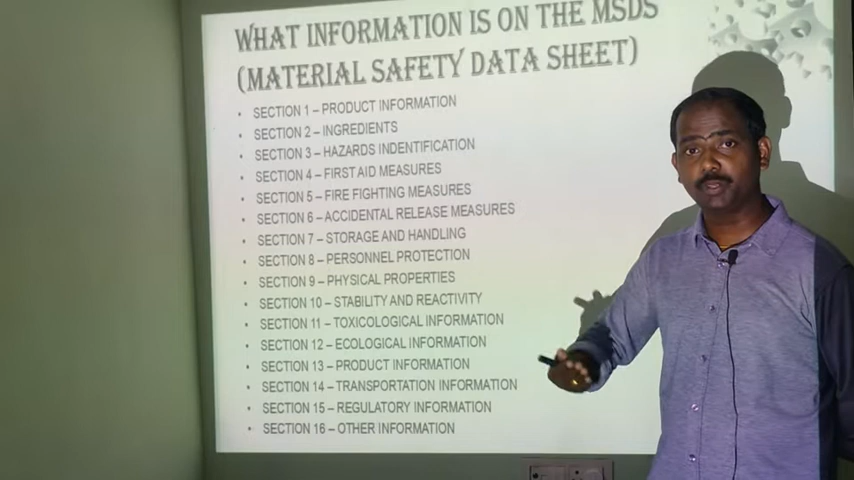 WHAT INFORMATION IS ON THE MSDS
(MATERIAL SAFETY DATA SHEET)
• SECTION 1 – PRODUCT INFORMATION
• SECTION 2 – INGREDIENTS
• SECTION 3 – HAZARDS INDENTIFICATION
• SECTION 4 – FIRST AID MEASURES
• SECTION 5 – FIRE FIGHTING MEASURES
• SECTION 6 – ACCIDENTAL RELEASE MEASURES
• SECTION 7 – STORAGE AND HANDLING
• SECTION 8 – PERSONNEL PROTECTION
• SECTION 9 – PHYSICAL PROPERTIES
• SECTION 10 – STABILITY AND REACTIVITY
• SECTION 11 – TOXICOLOGICAL INFORMATION
• SECTION 12 – ECOLOGICAL INFORMATION
• SECTION 13 – PRODUCT INFORMATION
• SECTION 14 – TRANSPORTATION INFORMATION
• SECTION 15 – REGULATORY INFORMATION
• SECTION 16 – OTHER INFORMATION